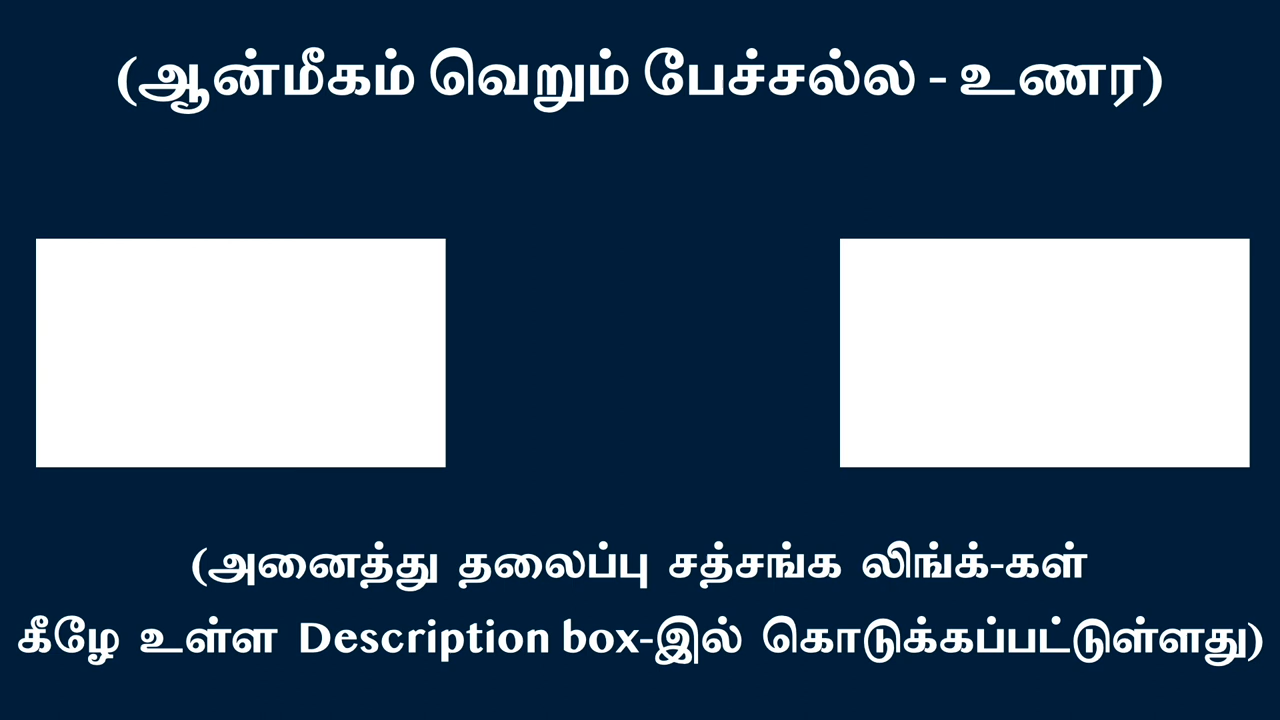 (ஆன்மீகம் வெறும் பேச்சல்ல - உணர)
(அனைத்து தலைப்பு சத்சங்க லிங்க்-கள்
கீழே உள்ள Description box-இல் கொடுக்கப்பட்டுள்ளது)